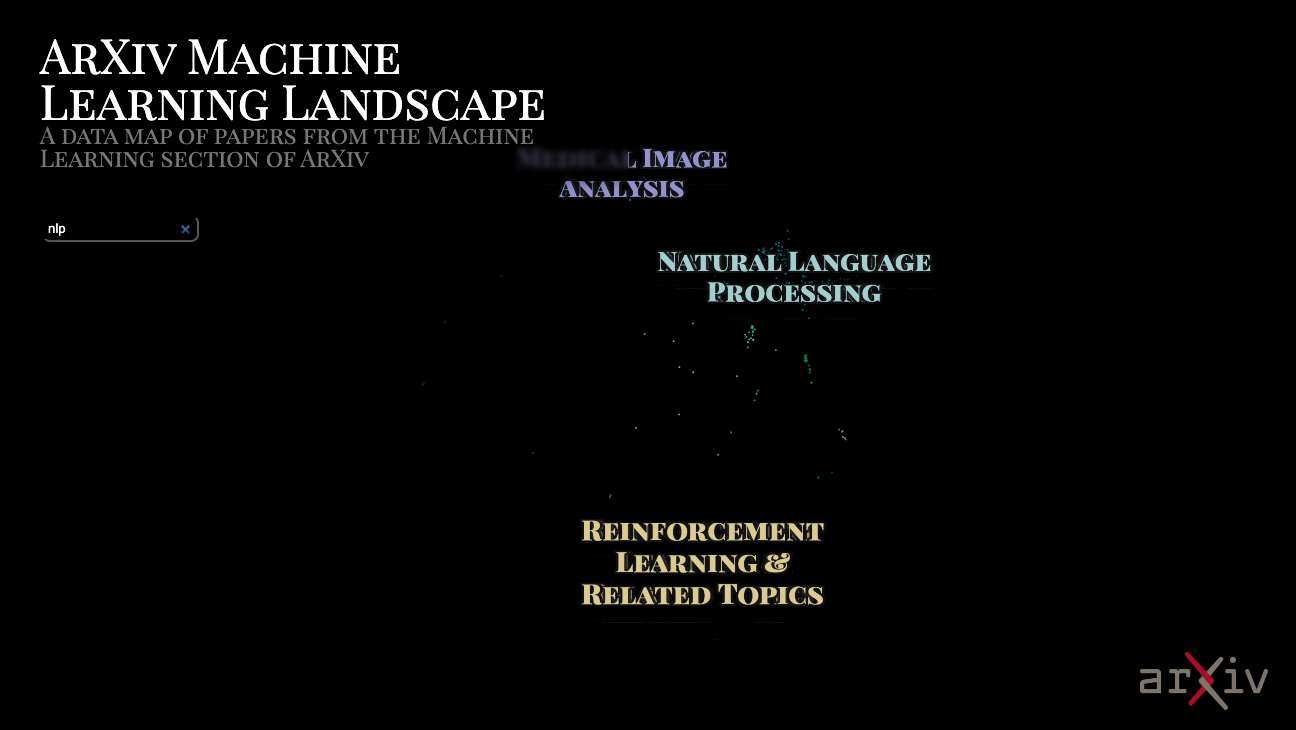 ArXiv Machine
Learning Landscape
A data map of papers from the Machine
Learning section of ArXiv
nlp
Medical Image
analysis
Natural Language
Processing
Reinforcement
Learning &
Related Topics
arXiv